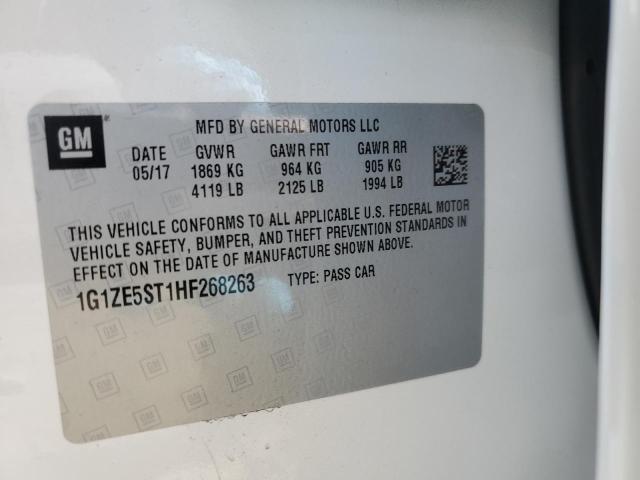 GM
MFD BY GENERAL MOTORS LLC
DATE GVWR GAWR FRT GAWR RR
05/17 1869 KG 964 KG 905 KG
4119 LB 2125 LB 1994 LB
THIS VEHICLE CONFORMS TO ALL APPLICABLE U.S. FEDERAL MOTOR
VEHICLE SAFETY, BUMPER, AND THEFT PREVENTION STANDARDS IN
EFFECT ON THE DATE OF MANUFACTURE SHOWN ABOVE.
1G1ZE5ST1HF268263 TYPE: PASS CAR